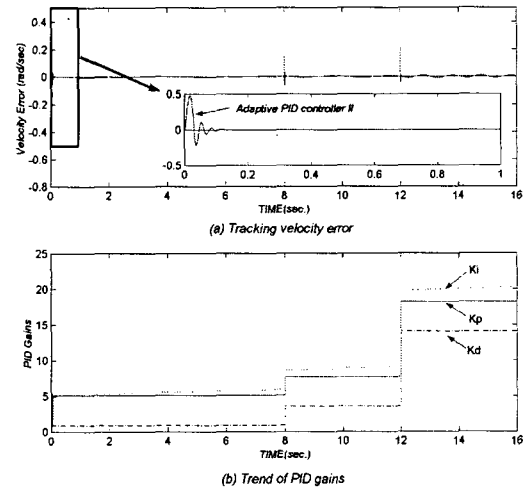 0.4
0.2
0
-0.2
-0.4
-0.6
-0.8
Velocity Error (rad/sec)
0.5
0
-0.5
Adaptive PID controller II
0 0.2 0.4 0.6 0.8 1
0 2 4 6 8 10 12 14 16
TIME(sec.)
(a) Tracking velocity error
25
20
15
10
5
0
PID Gains
Ki
Kp
Kd
0 2 4 6 8 10 12 14 16
TIME(sec.)
(b) Trend of PID gains